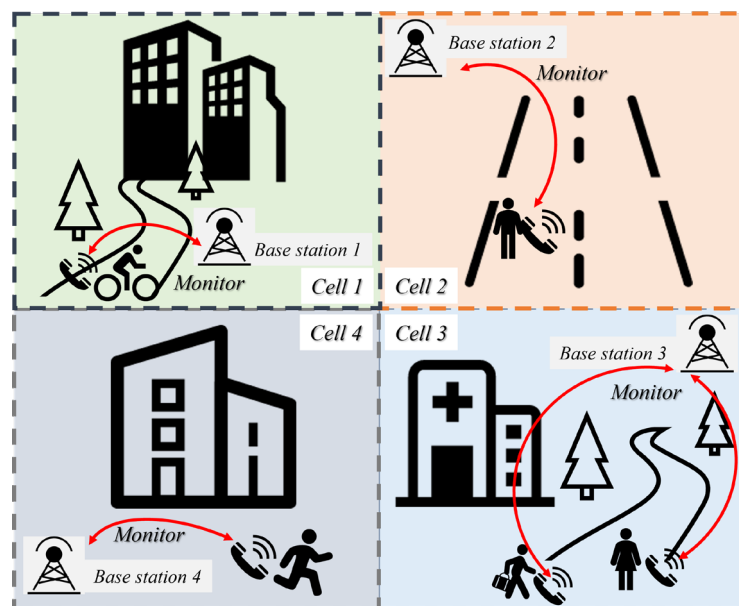 Base station 2
Monitor
Base station 1
Monitor
Cell 1
Cell 2
Cell 4
Cell 3
Base station 3
Monitor
Monitor
Base station 4